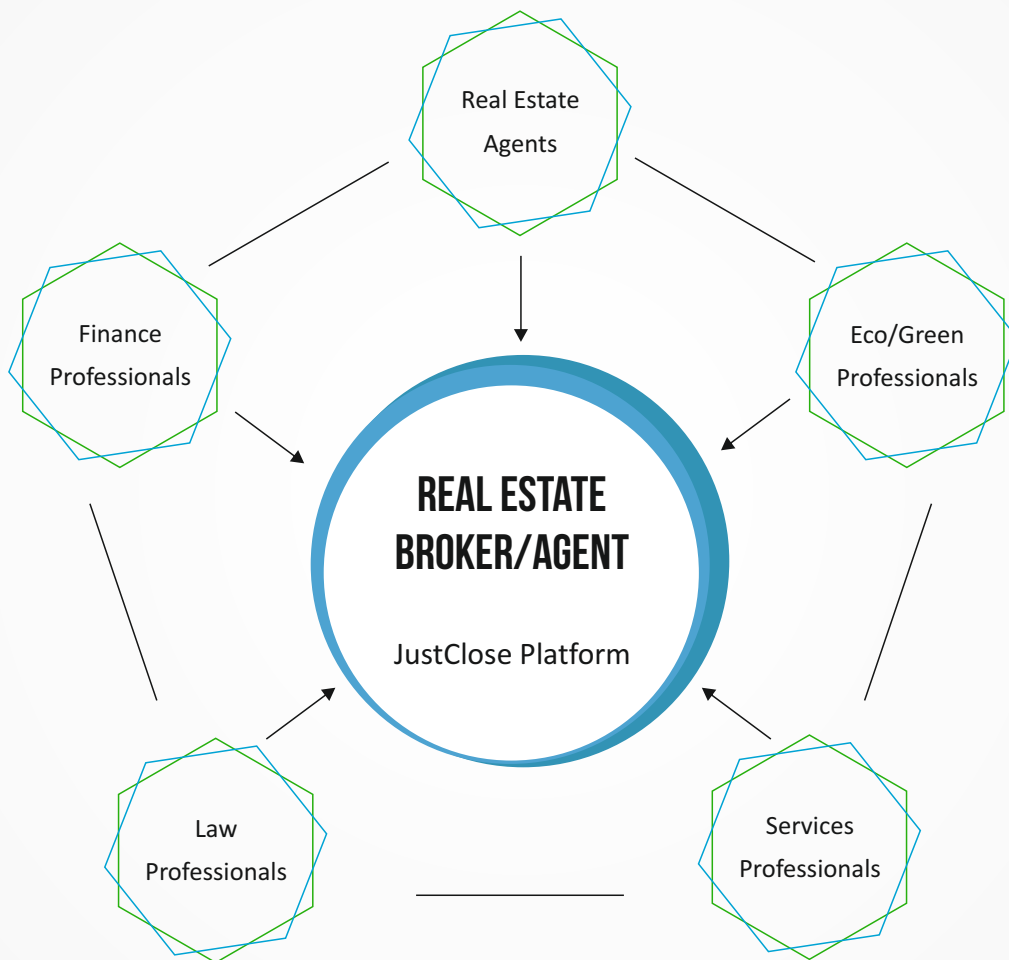 Real Estate
Agents
Finance
Professionals
Eco/Green
Professionals
REAL ESTATE
BROKER/AGENT
JustClose Platform
Law
Professionals
Services
Professionals